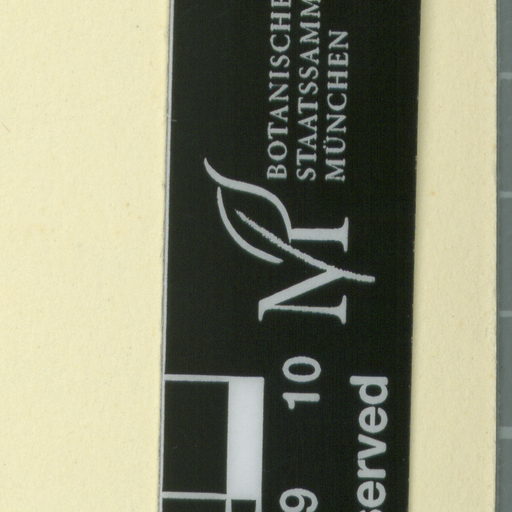 BOTANISCHE
STAATSSAMM
MÜNCHEN
M
9 10
served